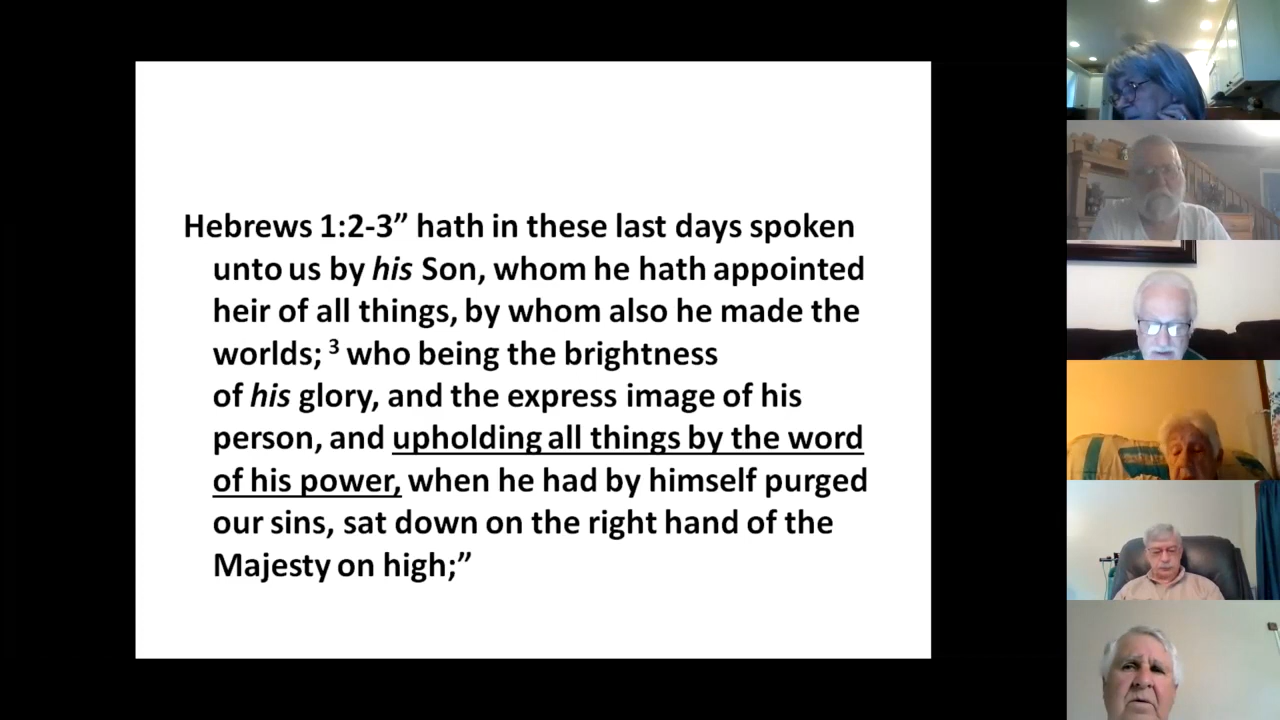 Hebrews 1:2-3” hath in these last days spoken
unto us by his Son, whom he hath appointed
heir of all things, by whom also he made the
worlds; 3 who being the brightness
of his glory, and the express image of his
person, and upholding all things by the word
of his power, when he had by himself purged
our sins, sat down on the right hand of the
Majesty on high;”